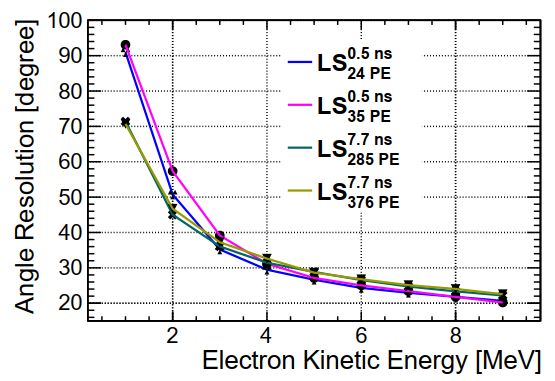 Angle Resolution [degree]
100
90
80
70
60
50
40
30
20
LS 0.5 ns 24 PE
LS 0.5 ns 35 PE
LS 7.7 ns 285 PE
LS 7.7 ns 376 PE
2 4 6 8
Electron Kinetic Energy [MeV]